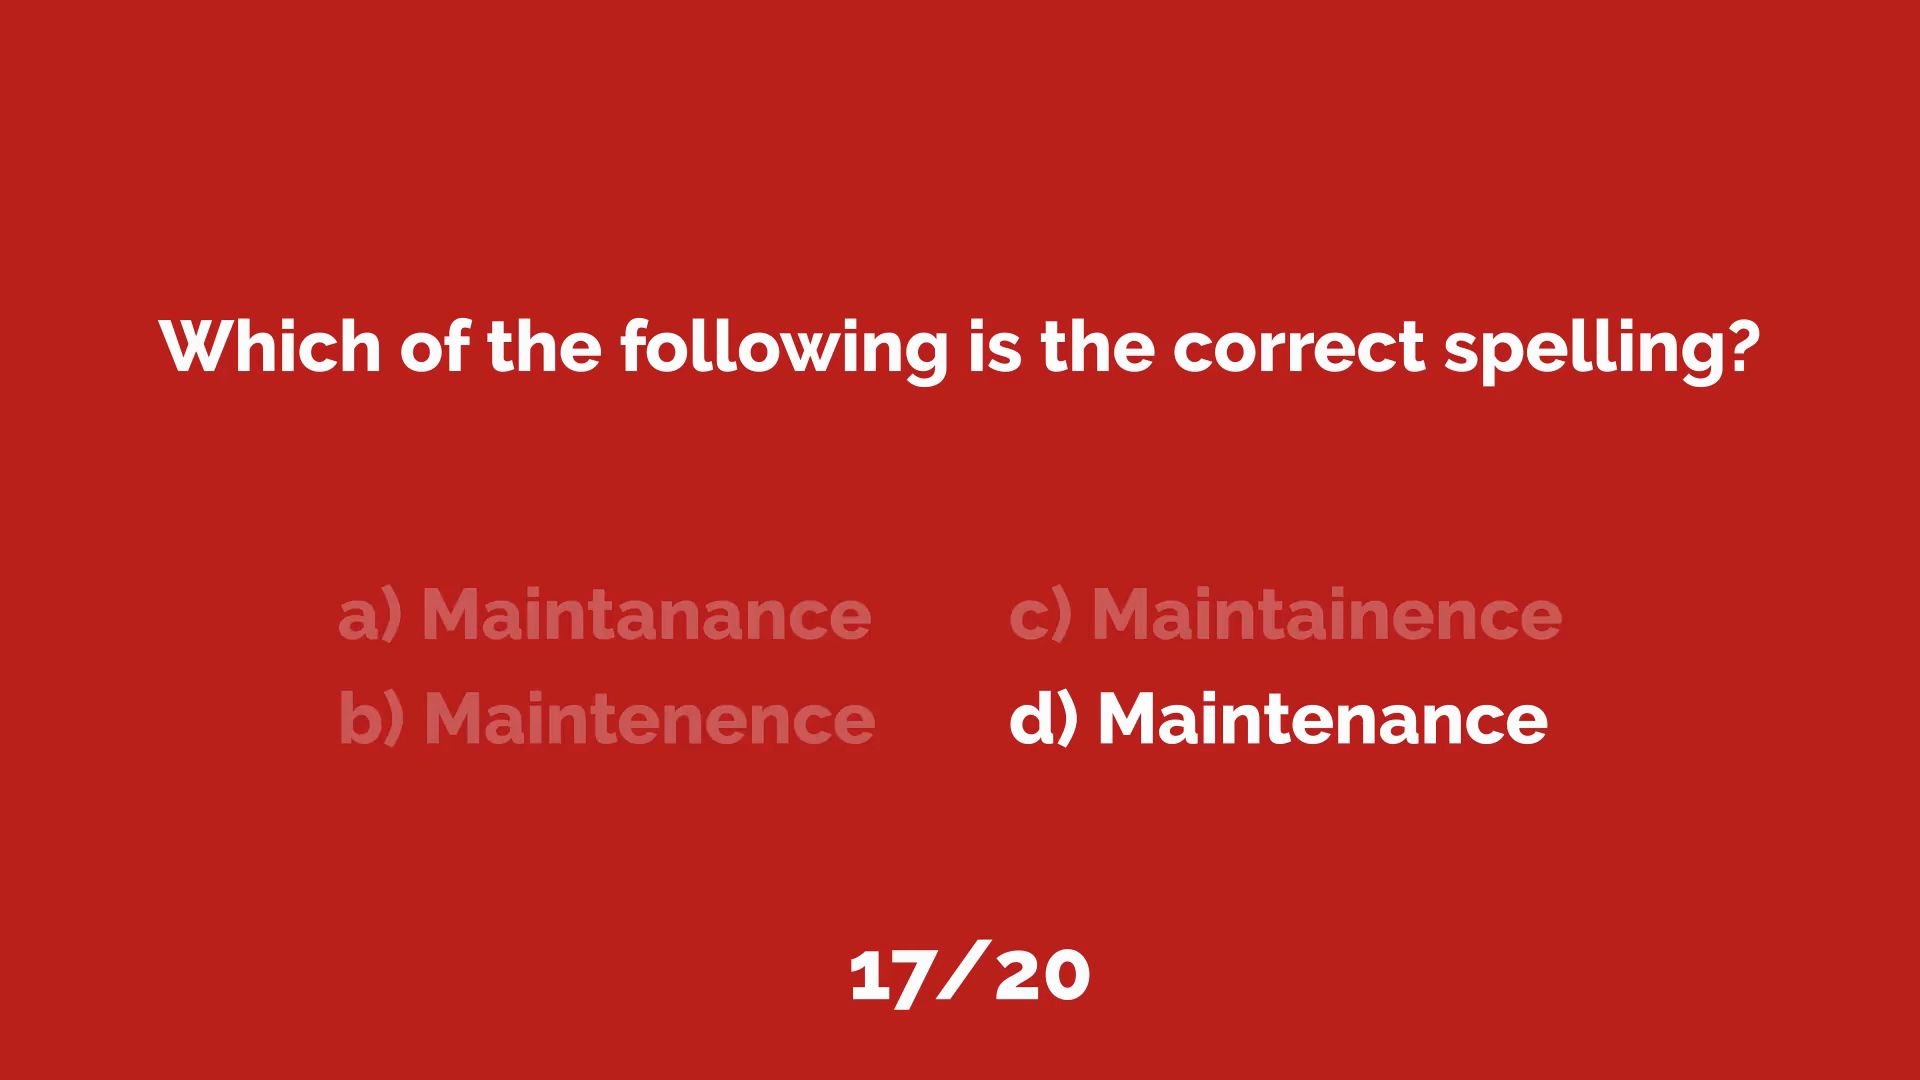 Which of the following is the correct spelling?
a) Maintanance
b) Maintenence
c) Maintainence
d) Maintenance
17/20